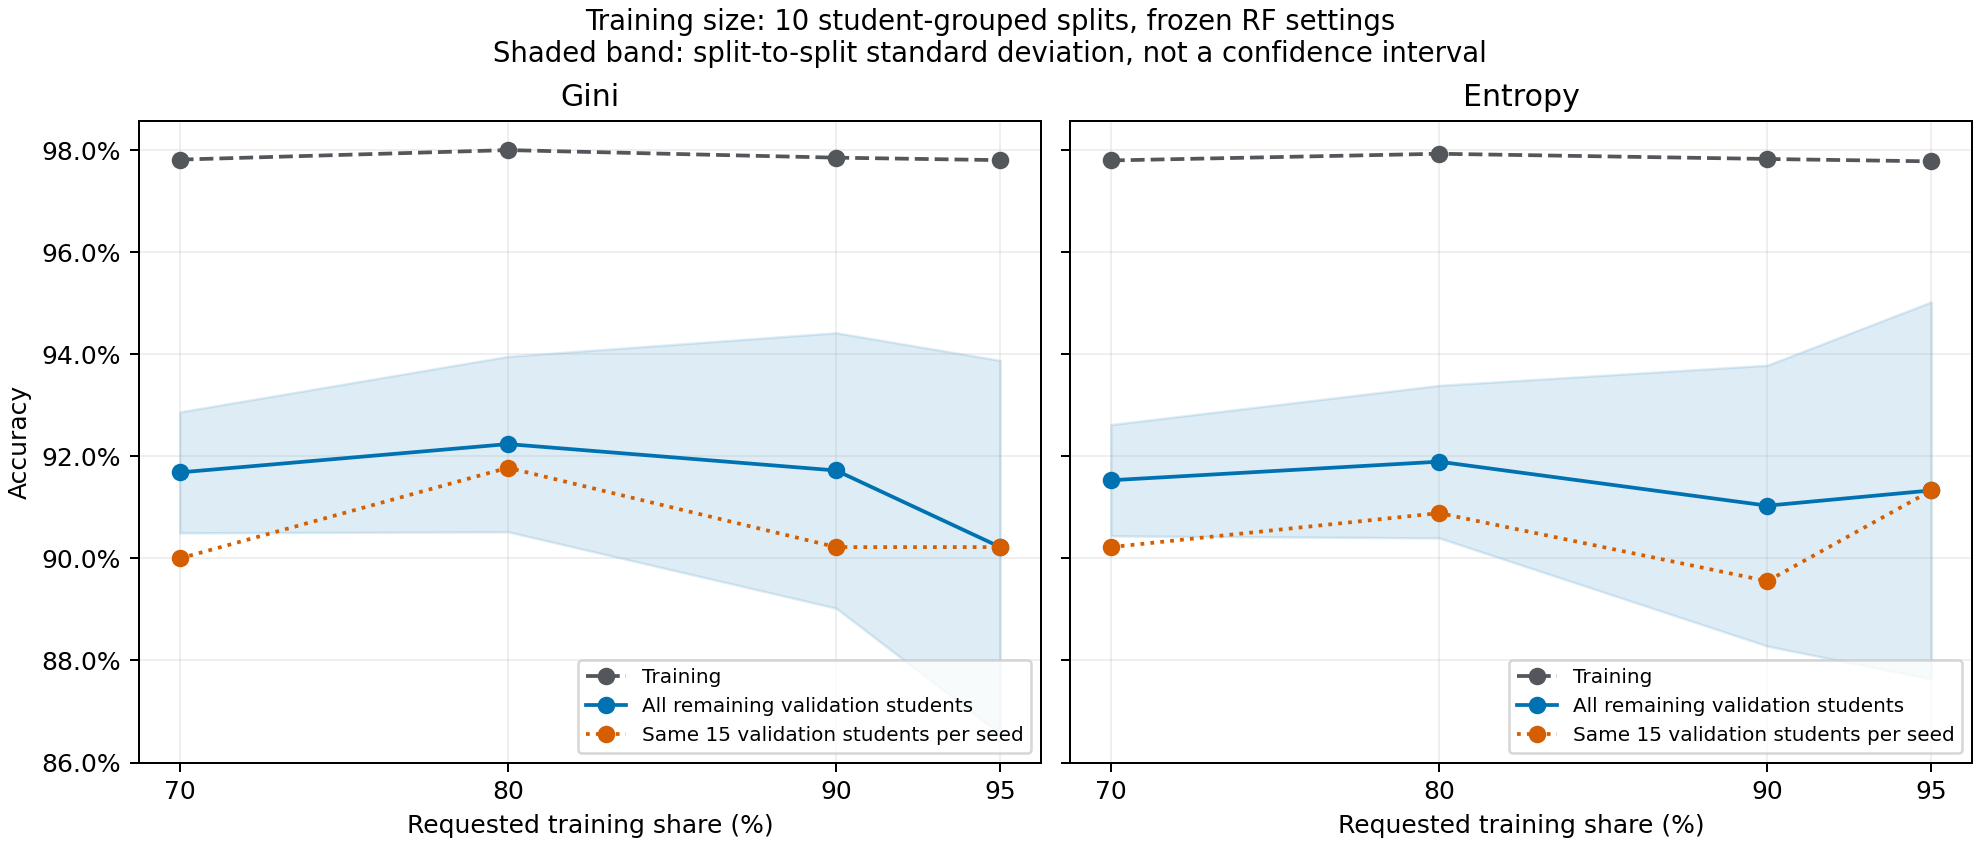 Training size: 10 student-grouped splits, frozen RF settings
Shaded band: split-to-split standard deviation, not a confidence interval
Gini
Accuracy
98.0%
96.0%
94.0%
92.0%
90.0%
88.0%
86.0%
Training
All remaining validation students
Same 15 validation students per seed
70
80
90
95
Requested training share (%)
Entropy
Training
All remaining validation students
Same 15 validation students per seed
70
80
90
95
Requested training share (%)